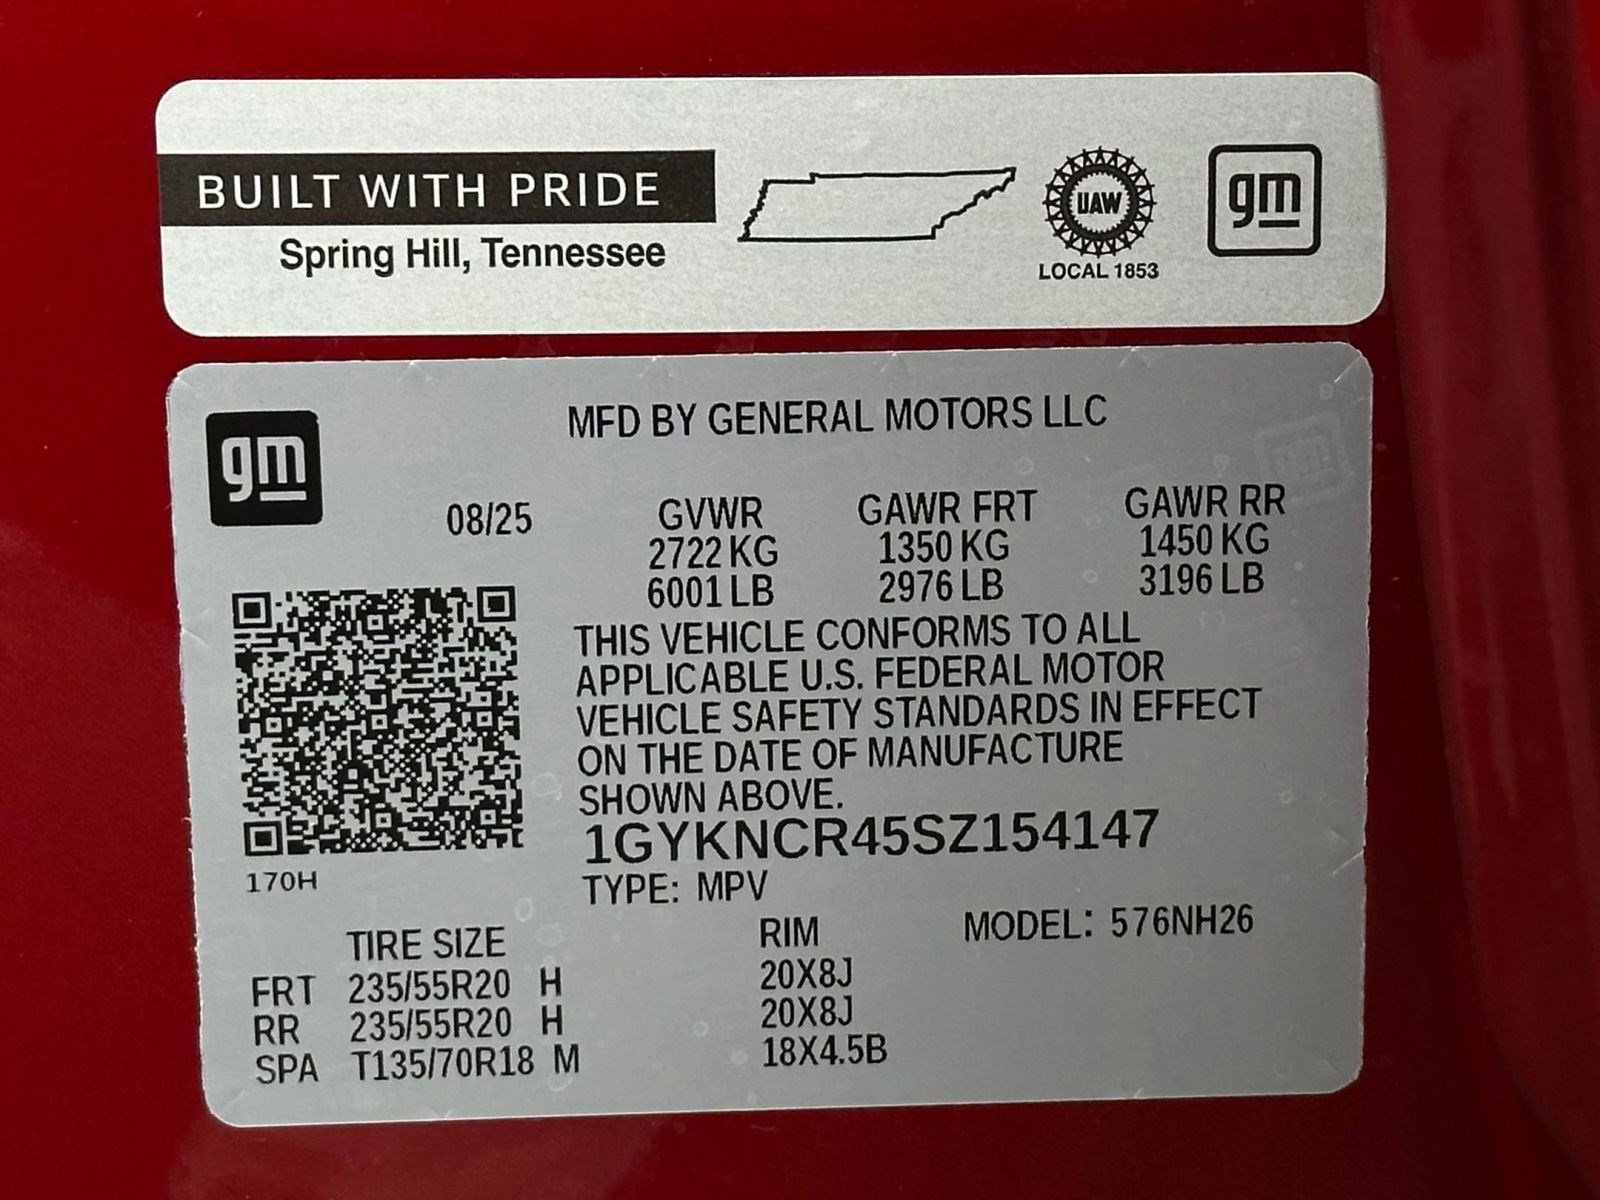 BUILT WITH PRIDE
Spring Hill, Tennessee
UAW
LOCAL 1853
gm
gm
MFD BY GENERAL MOTORS LLC
08/25
GVWR GAWR FRT GAWR RR
2722 KG 1350 KG 1450 KG
6001 LB 2976 LB 3196 LB
THIS VEHICLE CONFORMS TO ALL
APPLICABLE U.S. FEDERAL MOTOR
VEHICLE SAFETY STANDARDS IN EFFECT
ON THE DATE OF MANUFACTURE
SHOWN ABOVE.
1GYKNCR45SZ154147
170H
TYPE: MPV
TIRE SIZE RIM MODEL: 576NH26
FRT 235/55R20 H 20X8J
RR 235/55R20 H 20X8J
SPA T135/70R18 M 18X4.5B